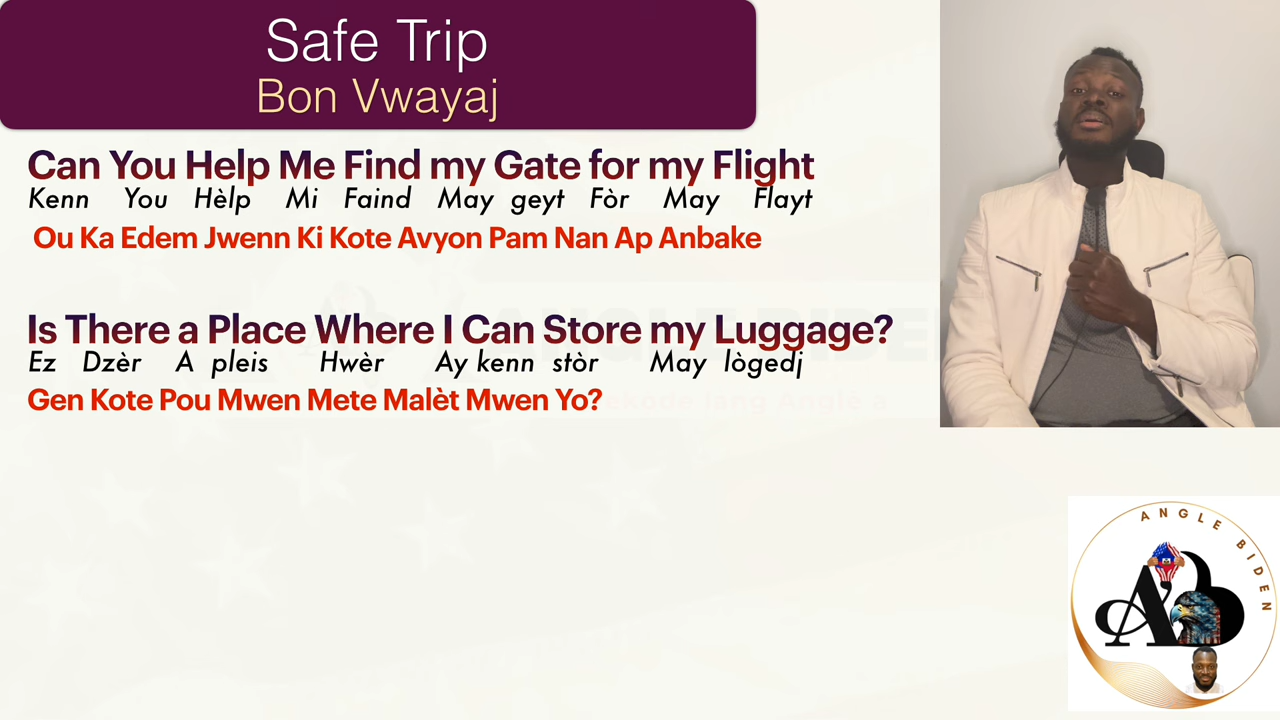 Safe Trip
Bon Vwayaj
Can You Help Me Find my Gate for my Flight
Kenn You Hèlp Mi Faind May geyt Fòr May Flayt
Ou Ka Edem Jwenn Ki Kote Avyon Pam Nan Ap Anbake
Is There a Place Where I Can Store my Luggage?
Ez Dzèr A pleis Hwèr Ay kenn stòr May lògedj
Gen Kote Pou Mwen Mete Malèt Mwen Yo?
ANGLE BIDEN